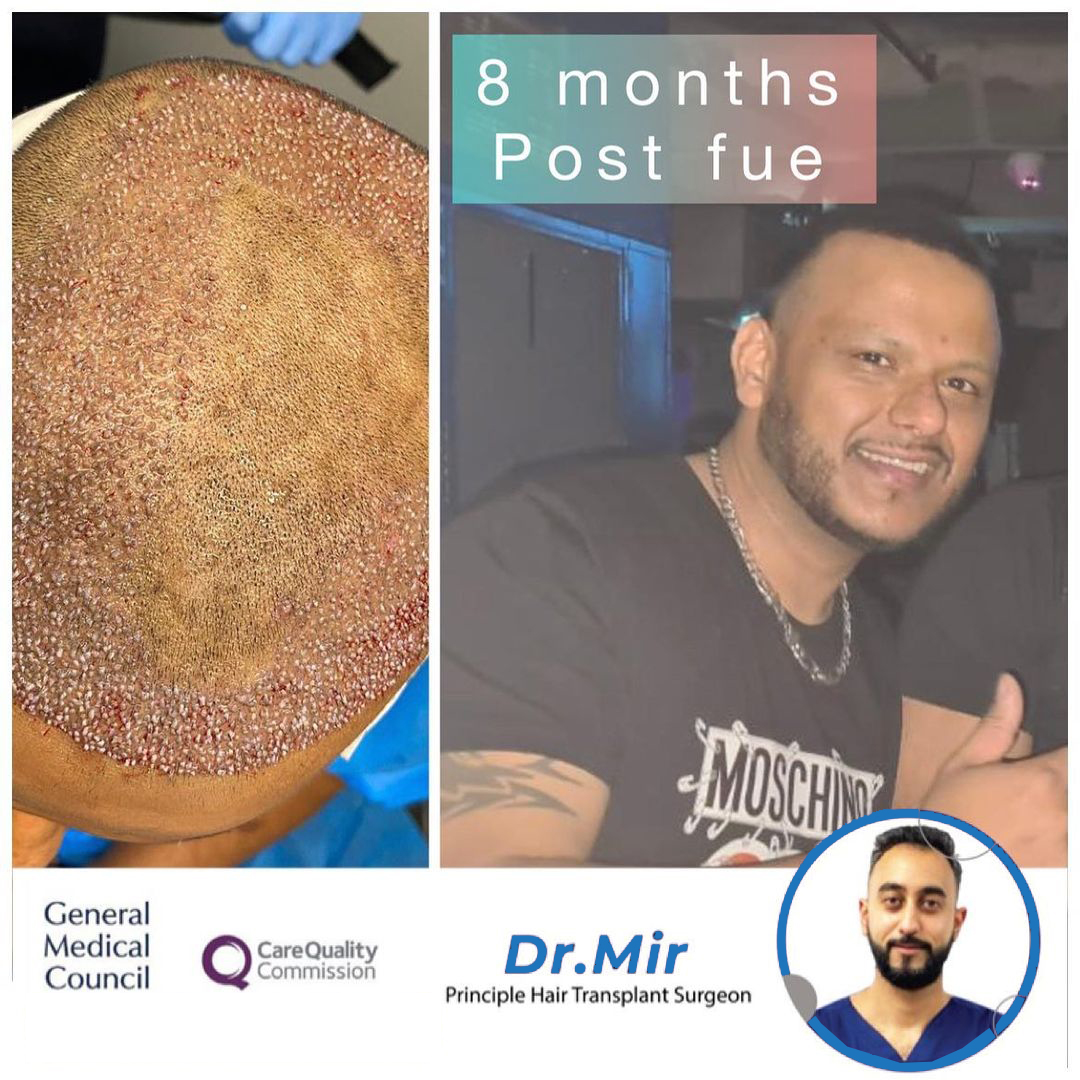 8 months
Post fue
MOSCHINO
General
Medical
Council
CareQuality
Commission
Dr.Mir
Principle Hair Transplant Surgeon